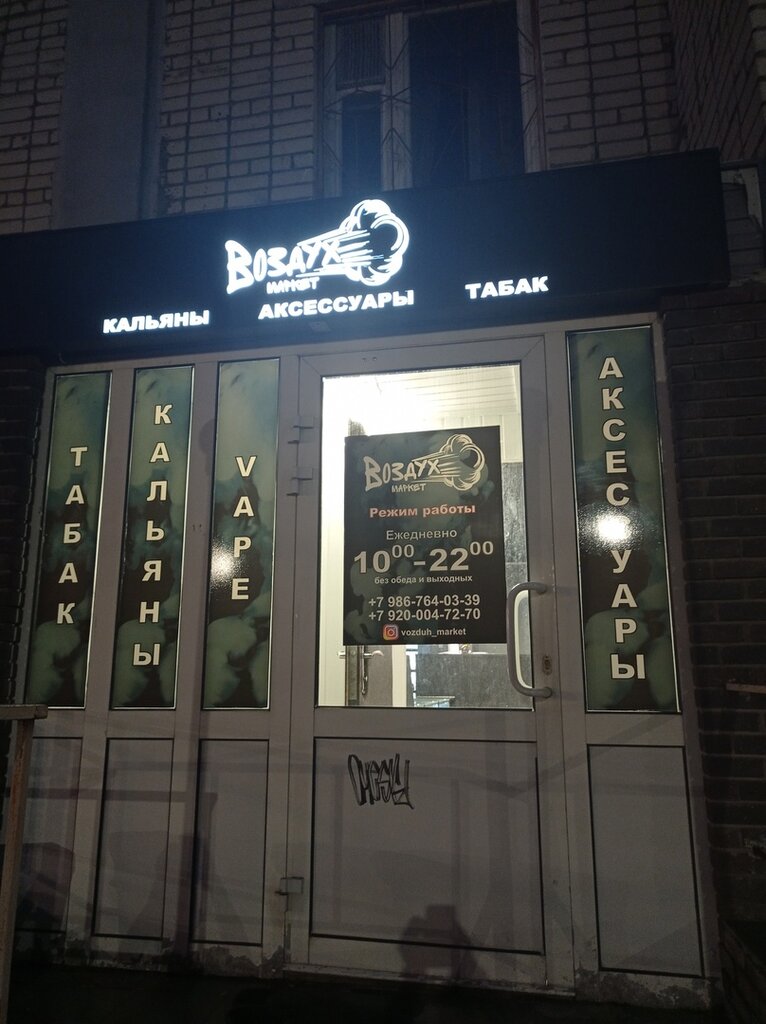 ВОЗДУХ
МАРКЕТ
КАЛЬЯНЫ
АКСЕССУАРЫ
ТАБАК
ТАБАК
КАЛЬЯНЫ
VAPE
ВОЗДУХ
МАРКЕТ
Режим работы
Ежедневно
10⁰⁰-22⁰⁰
без обеда и выходных
+7 986-764-03-39
+7 920-004-72-70
vozduh_market
АКСЕССУАРЫ